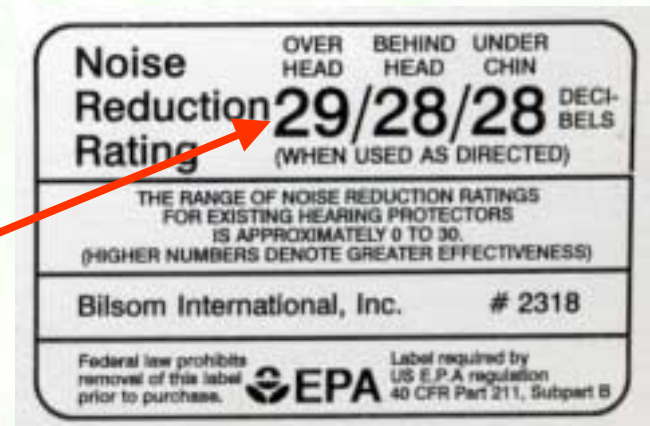 Noise Reduction Rating
OVER HEAD BEHIND HEAD UNDER CHIN
29/28/28 DECI-BELS
(WHEN USED AS DIRECTED)
THE RANGE OF NOISE REDUCTION RATINGS
FOR EXISTING HEARING PROTECTORS
IS APPROXIMATELY 0 TO 30.
(HIGHER NUMBERS DENOTE GREATER EFFECTIVENESS)
Bilsom International, Inc. # 2318
Federal law prohibits
removal of this label
prior to purchase.
EPA
Label required by
US E.P.A regulation
40 CFR Part 211, Subpart B